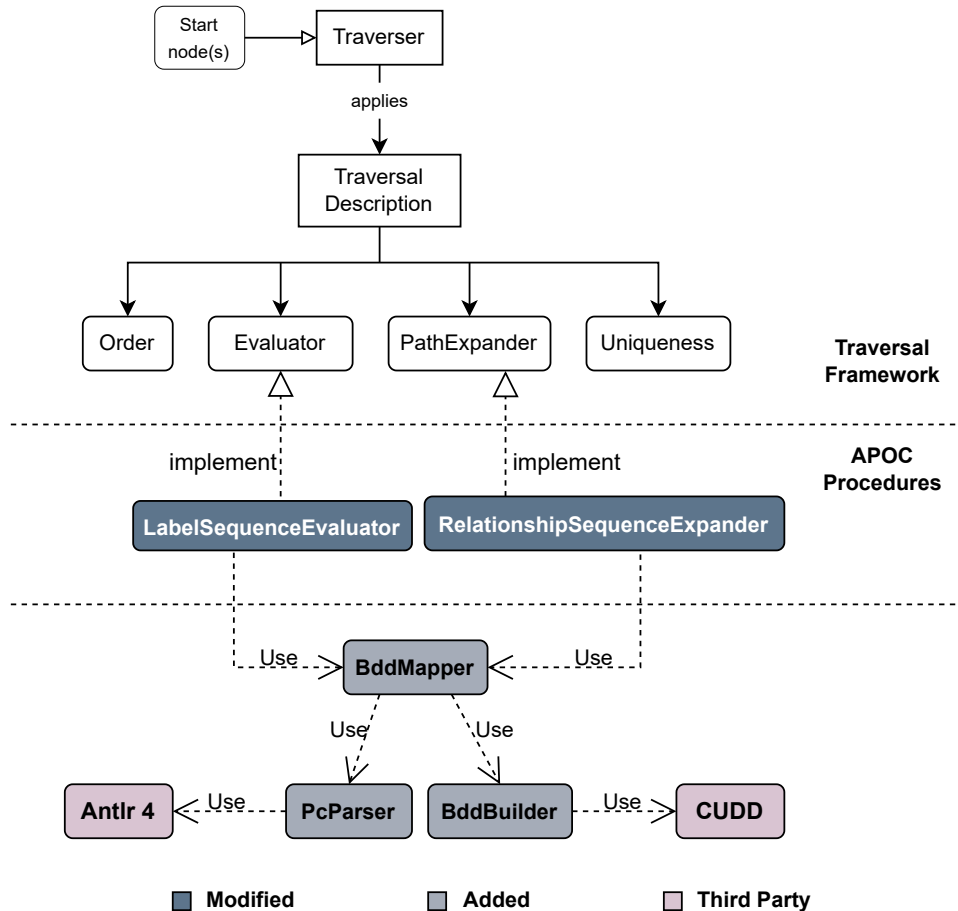 Start
node(s)
Traverser
applies
Traversal
Description
Order
Evaluator
PathExpander
Uniqueness
Traversal
Framework
implement
implement
APOC
Procedures
LabelSequenceEvaluator
RelationshipSequenceExpander
Use
BddMapper
Use
Use
Use
Antlr 4
Use
PcParser
BddBuilder
Use
CUDD
Modified
Added
Third Party